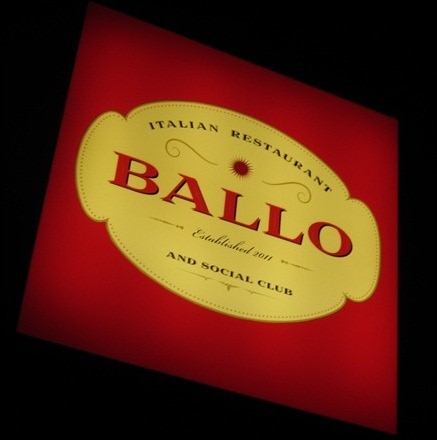 ITALIAN RESTAURANT
BALLO
Established 2011
AND SOCIAL CLUB